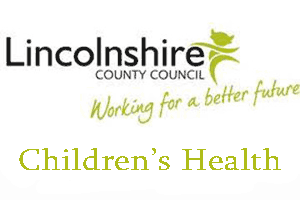 Lincolnshire
COUNTY COUNCIL
Working for a better future
Children's Health